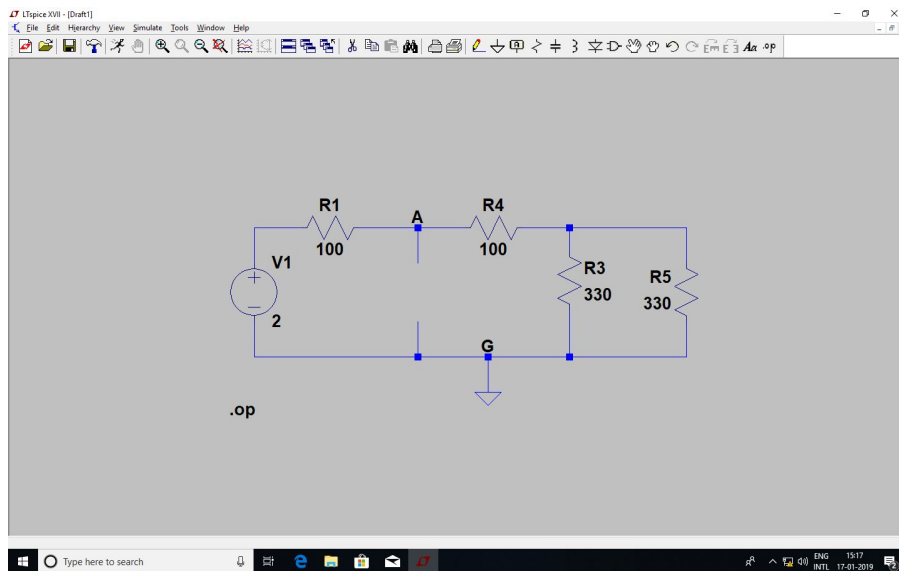 LTspice XVII - [Draft1]
File Edit Hierarchy View Simulate Tools Window Help
Aa .op
R1
A
R4
100
100
V1
R3
R5
330
330
2
G
.op
Type here to search
ENG 15:17
INTL 17-01-2019
2